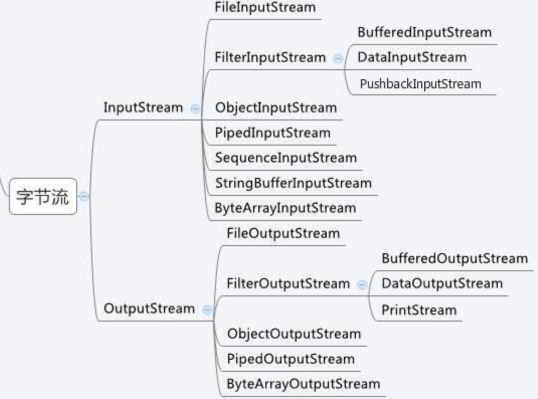 FileInputStream
BufferedInputStream
FilterInputStream
DataInputStream
PushbackInputStream
InputStream
ObjectInputStream
PipedInputStream
SequenceInputStream
StringBufferInputStream
字节流
ByteArrayInputStream
FileOutputStream
BufferedOutputStream
FilterOutputStream
DataOutputStream
OutputStream
PrintStream
ObjectOutputStream
PipedOutputStream
ByteArrayOutputStream